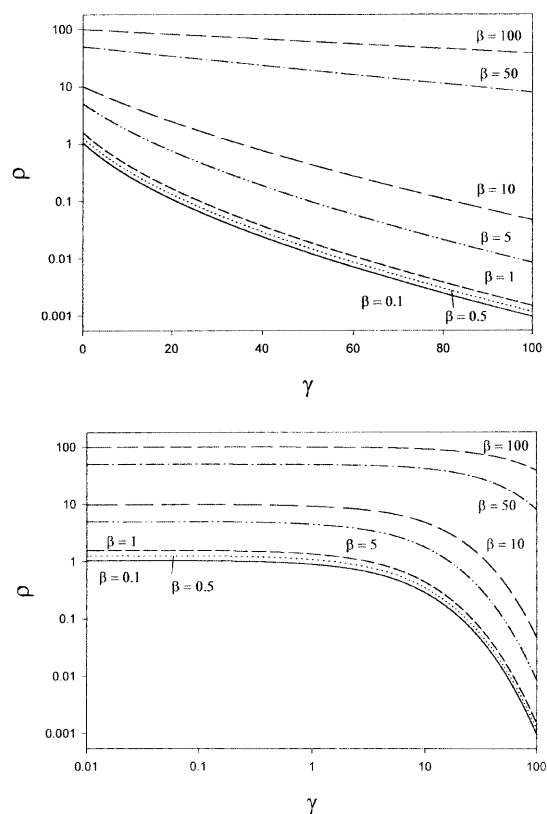 100
β = 100
β = 50
10
1
ρ
0.1
β = 10
β = 5
0.01
β = 1
β = 0.1
β = 0.5
0.001
0
20
40
60
80
100
γ
100
β = 100
β = 50
10
β = 1
β = 5
β = 10
1
ρ
β = 0.1
β = 0.5
0.1
0.01
0.001
0.01
0.1
1
10
100
γ